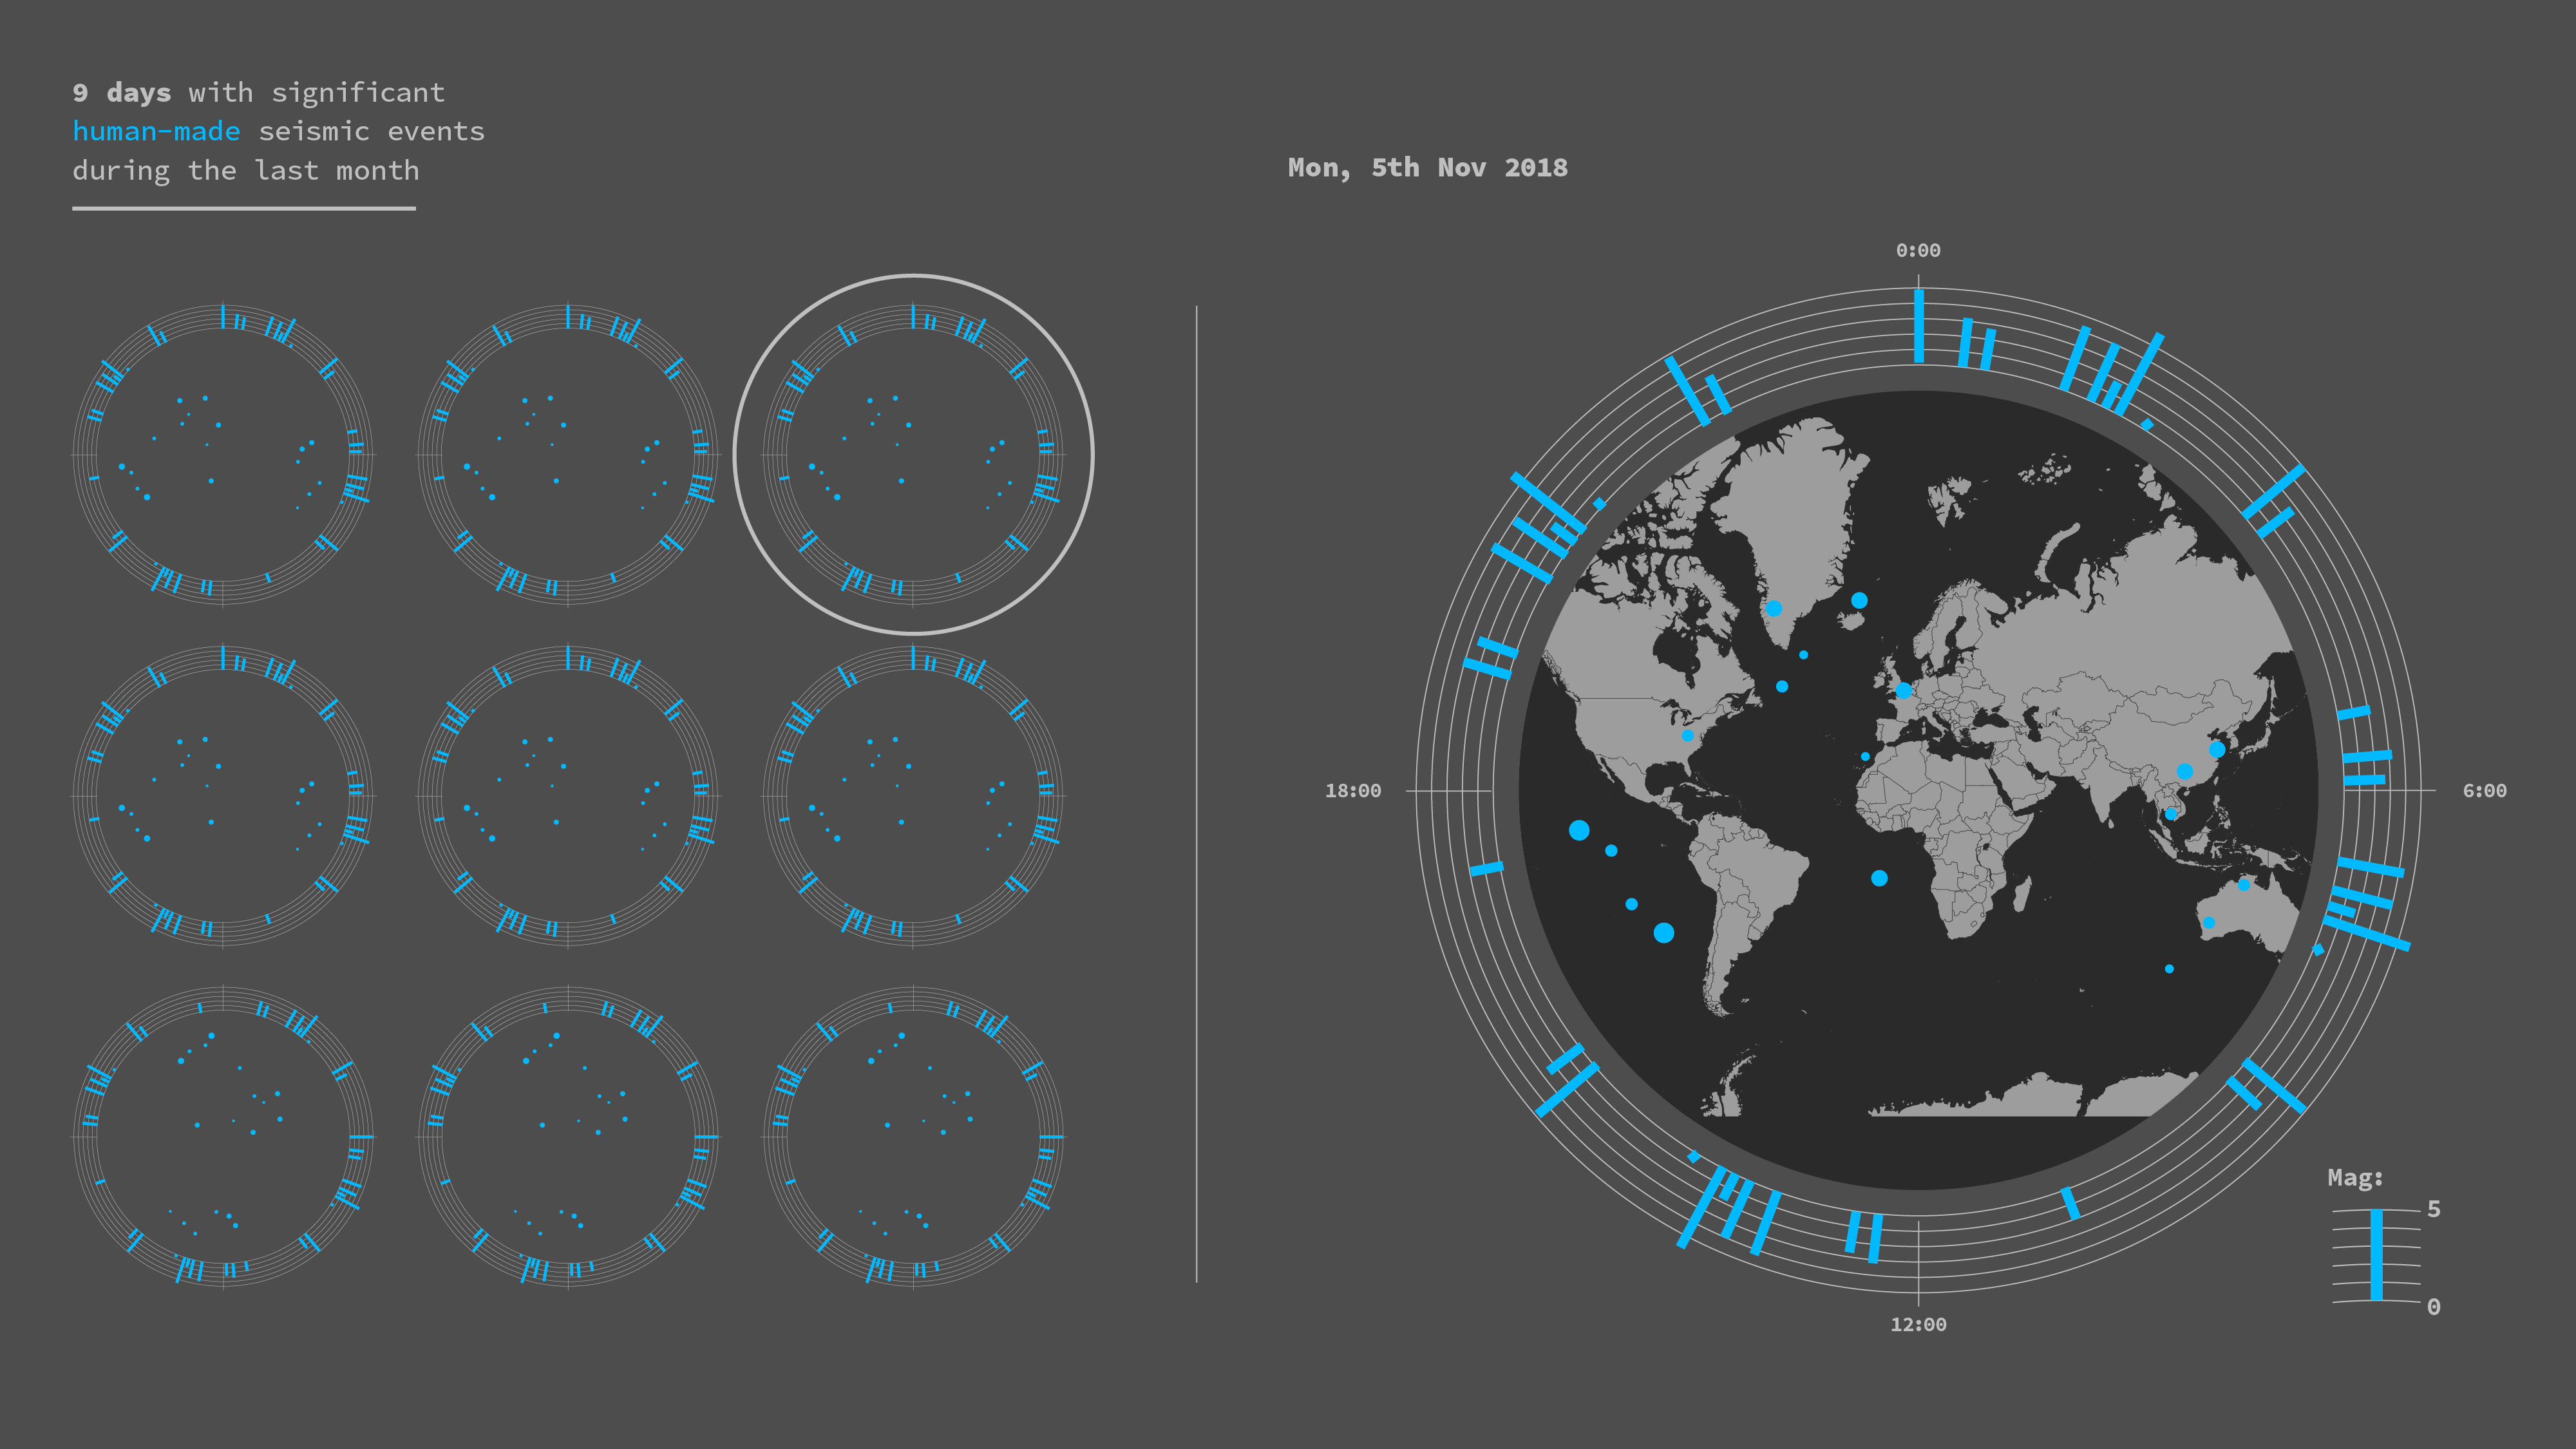 9 days with significant
human-made seismic events
during the last month
Mon, 5th Nov 2018
0:00
18:00
6:00
12:00
Mag:
5
0